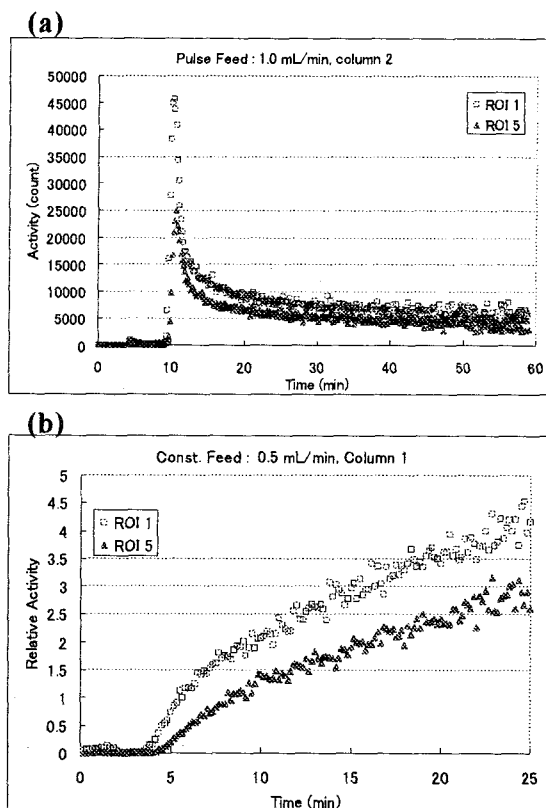 (a)
Pulse Feed : 1.0 mL/min, column 2
50000
45000
40000
35000
30000
25000
20000
15000
10000
5000
0
Activity (count)
ROI 1
ROI 5
0 10 20 30 40 50 60
Time (min)
(b)
Const. Feed : 0.5 mL/min, Column 1
5
4.5
4
3.5
3
2.5
2
1.5
1
0.5
0
Relative Activity
ROI 1
ROI 5
0 5 10 15 20 25
Time (min)